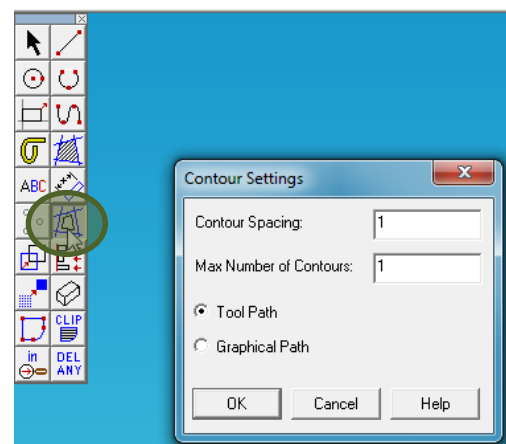 ABC
CLIP
in DEL
ANY
Contour Settings
Contour Spacing: 1
Max Number of Contours: 1
Tool Path
Graphical Path
OK Cancel Help